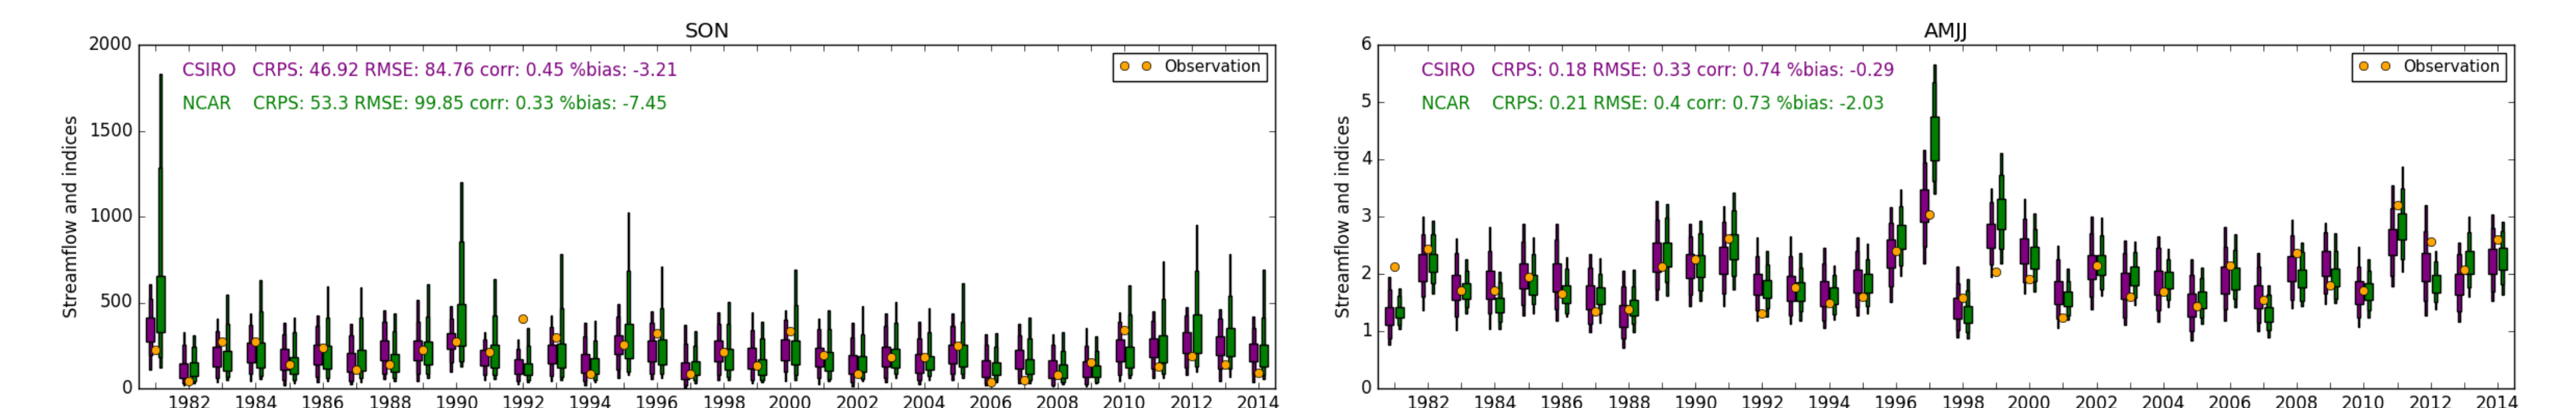 SON
2000
1500
1000
500
0
Streamflow and indices
CSIRO CRPS: 46.92 RMSE: 84.76 corr: 0.45 %bias: -3.21
NCAR CRPS: 53.3 RMSE: 99.85 corr: 0.33 %bias: -7.45
Observation
1982 1984 1986 1988 1990 1992 1994 1996 1998 2000 2002 2004 2006 2008 2010 2012 2014
AMJJ
6
5
4
3
2
1
0
Streamflow and indices
CSIRO CRPS: 0.18 RMSE: 0.33 corr: 0.74 %bias: -0.29
NCAR CRPS: 0.21 RMSE: 0.4 corr: 0.73 %bias: -2.03
Observation
1982 1984 1986 1988 1990 1992 1994 1996 1998 2000 2002 2004 2006 2008 2010 2012 2014